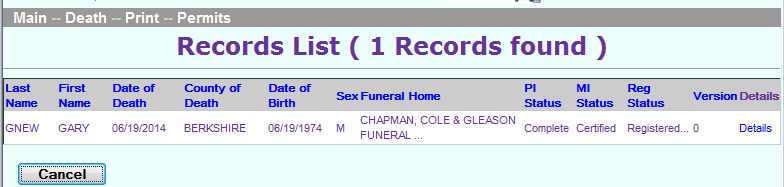 Main -- Death -- Print -- Permits
Records List ( 1 Records found )
Last Name First Name Date of Death County of Death Date of Birth Sex Funeral Home PI Status MI Status Reg Status Version Details
GNEW GARY 06/19/2014 BERKSHIRE 06/19/1974 M CHAPMAN, COLE & GLEASON FUNERAL ... Complete Certified Registered... 0 Details
Cancel